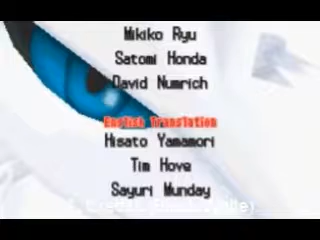 Mikiko Ryu
Satomi Honda
David Numrich
English Translation
Hisato Yamamori
Tim Hove
Sayuri Munday